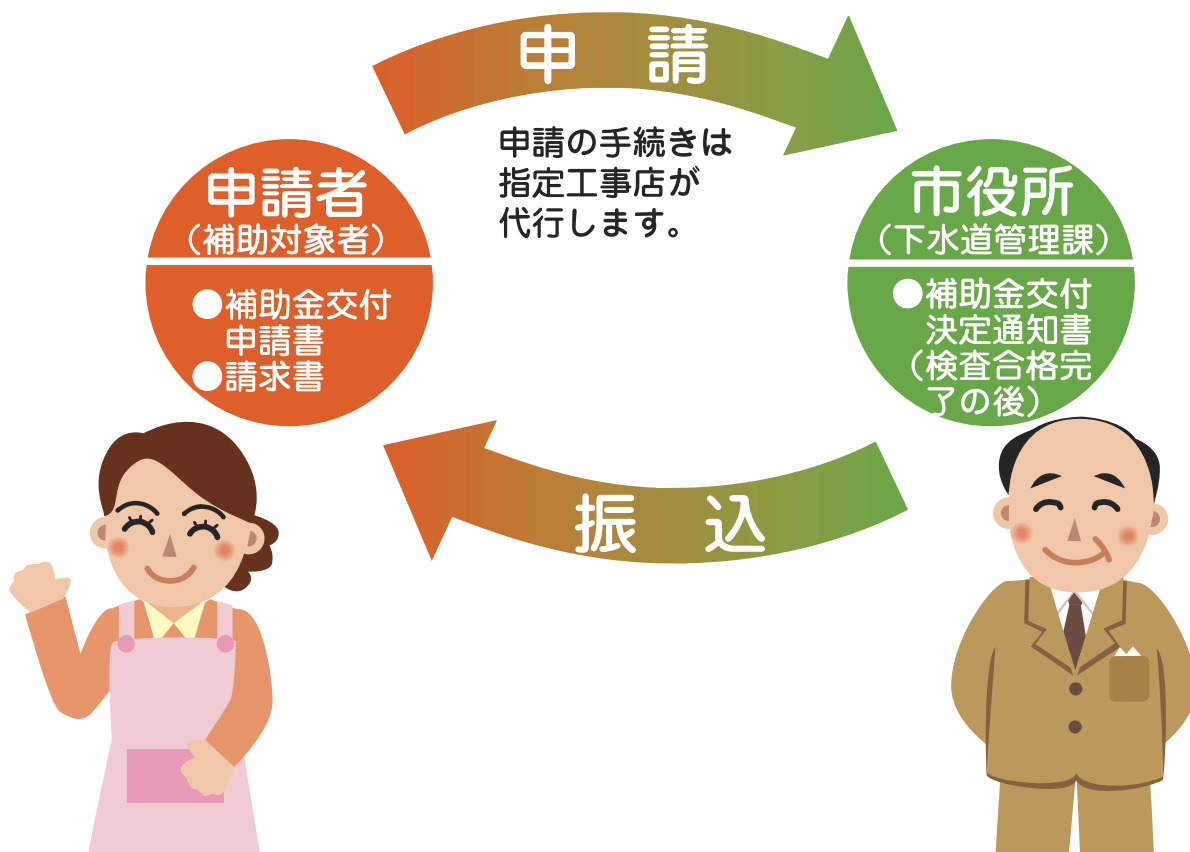 申 請
申請の手続きは
指定工事店が
代行します。
申請者
（補助対象者）
●補助金交付
申請書
●請求書
市役所
（下水道管理課）
●補助金交付
決定通知書
（検査合格完
了の後）
振 込